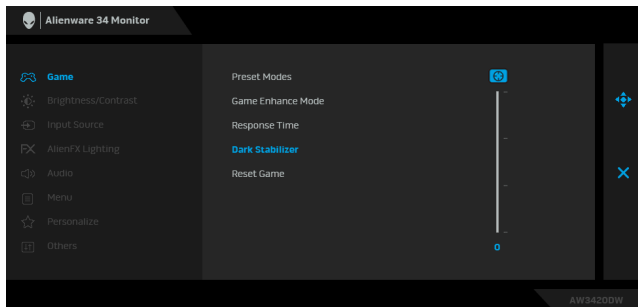 Alienware 34 Monitor
Game
Brightness/Contrast
Input Source
AlienFX Lighting
Audio
Menu
Personalize
Others
Preset Modes
Game Enhance Mode
Response Time
Dark Stabilizer
Reset Game
0
AW3420DW